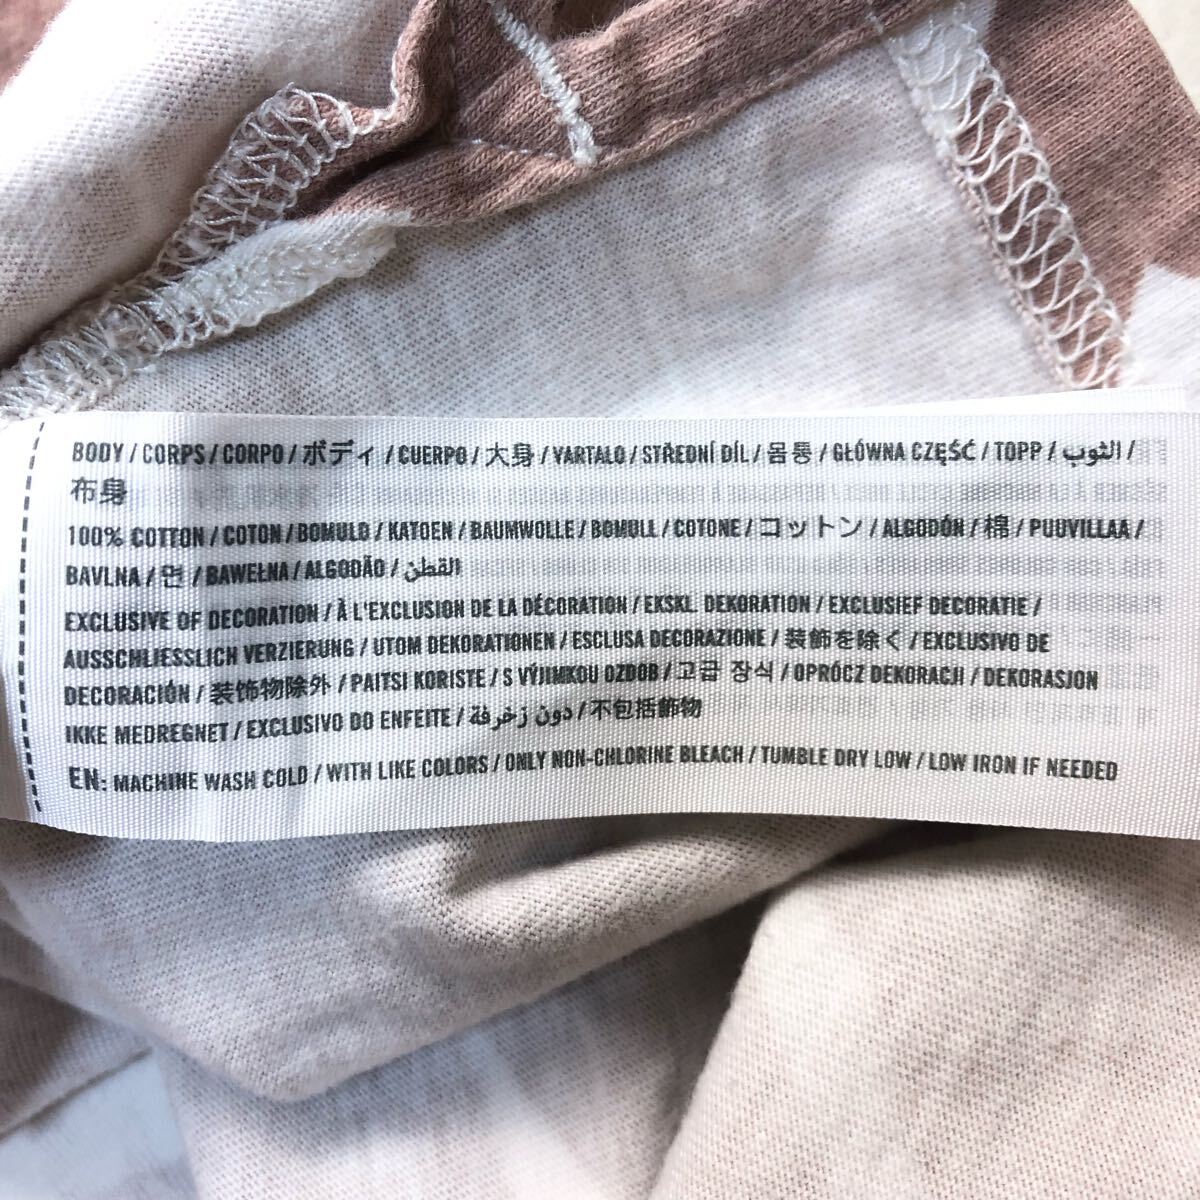 BODY / CORPS / CORPO / ボディ / CUERPO / 大身 / VARTALO / STŘEDNÍ DÍL / 몸통 / GŁÓWNA CZĘŚĆ / TOPP / الثوب /
布身
100% COTTON / COTON / BOMULD / KATOEN / BAUMWOLLE / BOMULL / COTONE / コットン / ALGODÓN / 棉 / PUUVILLAA /
BAVLNA / 면 / BAWEŁNA / ALGODÃO / القطن
EXCLUSIVE OF DECORATION / À L'EXCLUSION DE LA DÉCORATION / EKSKL. DEKORATION / EXCLUSIEF DECORATIE /
AUSSCHLIESSLICH VERZIERUNG / UTOM DEKORATIONEN / ESCLUSA DECORAZIONE / 装飾を除く / EXCLUSIVO DE
DECORACIÓN / 装饰物除外 / PAITSI KORISTE / S VÝJIMKOU OZDOB / 고급 장식 / OPRÓCZ DEKORACJI / DEKORASJON
IKKE MEDREGNET / EXCLUSIVO DO ENFEITE / دون زخرفة / 不包括飾物
EN: MACHINE WASH COLD / WITH LIKE COLORS / ONLY NON-CHLORINE BLEACH / TUMBLE DRY LOW / LOW IRON IF NEEDED